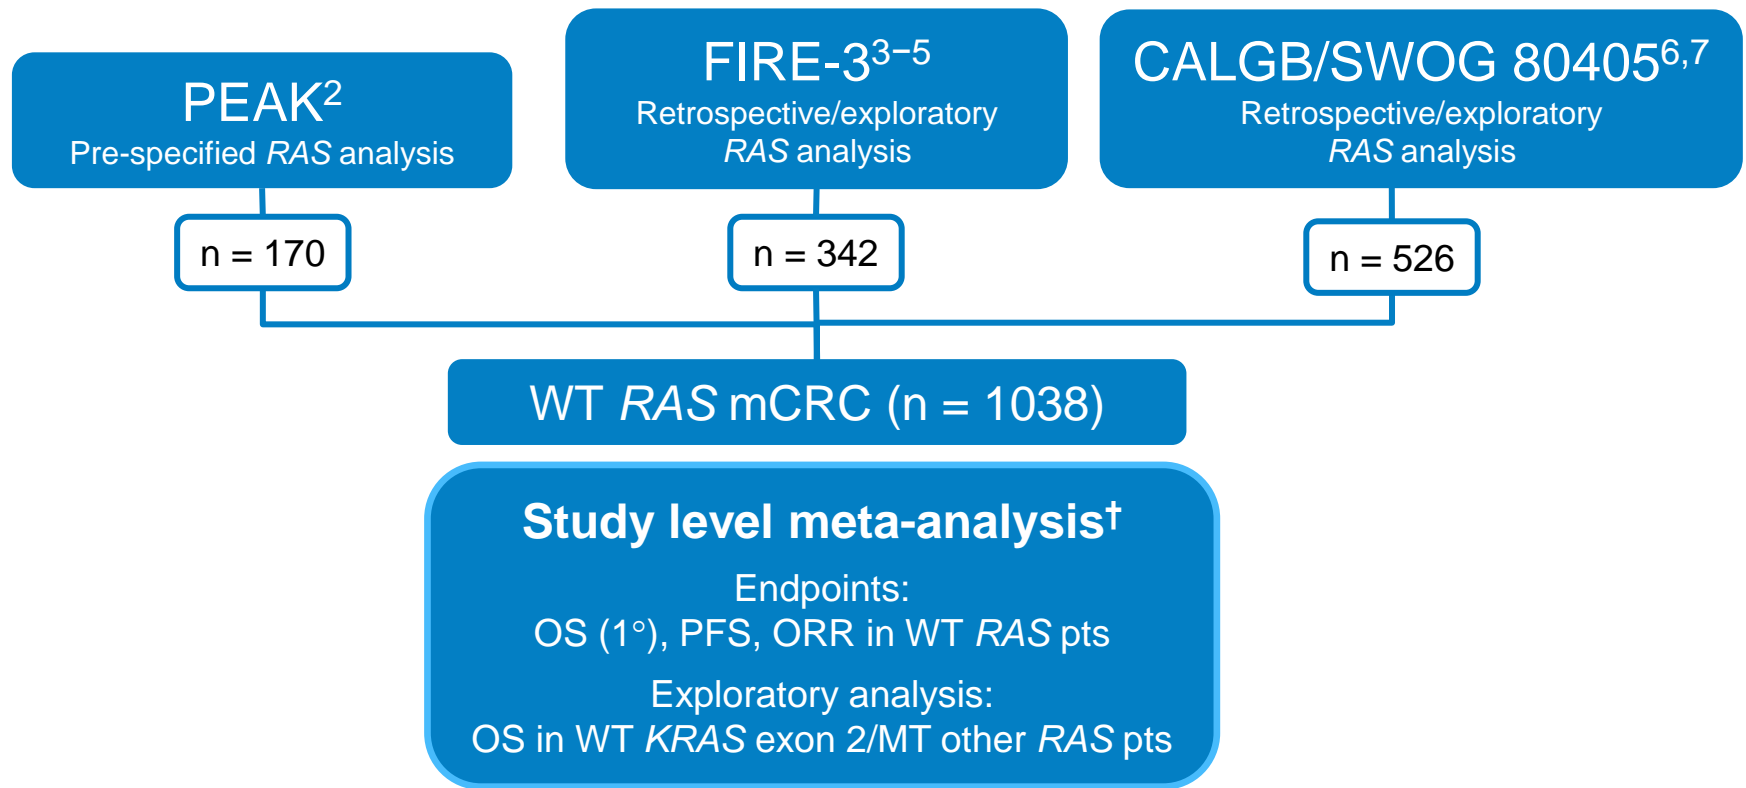 PEAK²
Pre-specified RAS analysis
n = 170
FIRE-3³⁻⁵
Retrospective/exploratory
RAS analysis
n = 342
CALGB/SWOG 80405⁶,⁷
Retrospective/exploratory
RAS analysis
n = 526
WT RAS mCRC (n = 1038)
Study level meta-analysis†
Endpoints:
OS (1°), PFS, ORR in WT RAS pts
Exploratory analysis:
OS in WT KRAS exon 2/MT other RAS pts